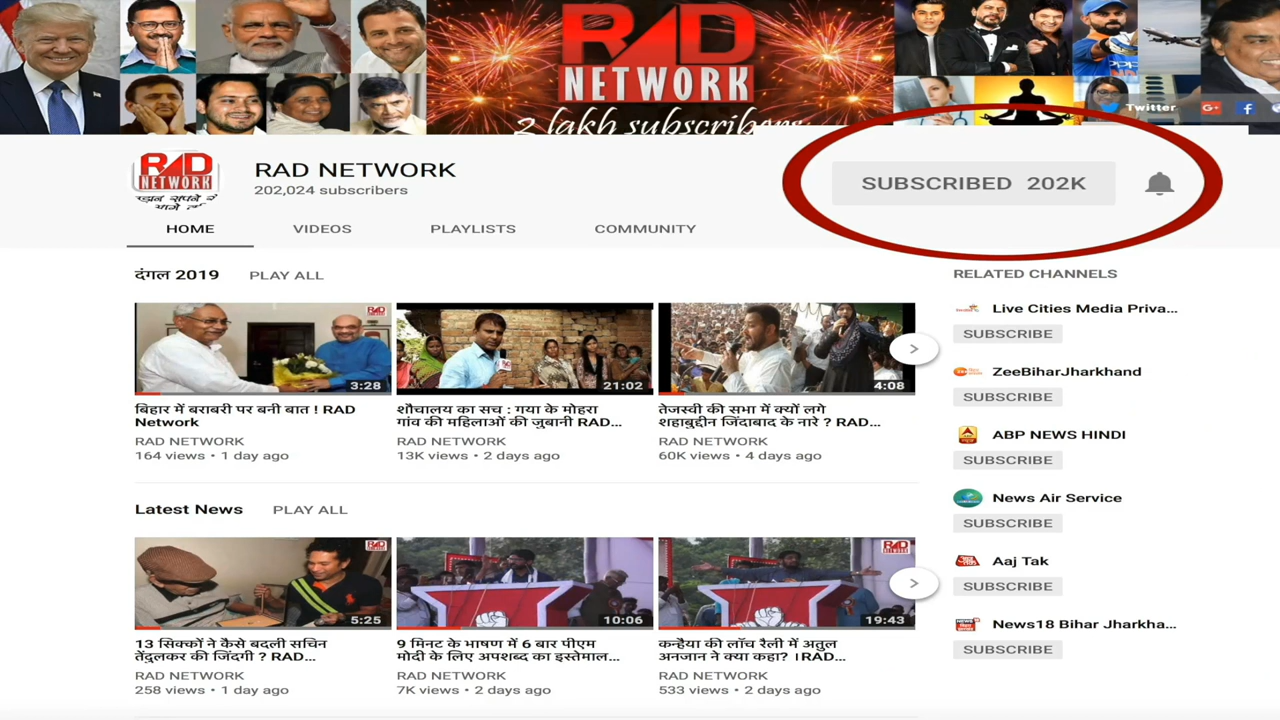 RAD
NETWORK
2 lakh subscribers
Twitter
RAD
NETWORK
RAD NETWORK
202,024 subscribers
SUBSCRIBED 202K
HOME VIDEOS PLAYLISTS COMMUNITY
दंगल 2019 PLAY ALL
3:28
21:02
4:08
बिहार में बराबरी पर बनी बात ! RAD
Network
RAD NETWORK
164 views • 1 day ago
शौचालय का सच : गया के मोहरा
गांव की महिलाओं की जुबानी RAD...
RAD NETWORK
13K views • 2 days ago
तेजस्वी की सभा में क्यों लगे
शहाबुद्दीन जिंदाबाद के नारे ? RAD...
RAD NETWORK
60K views • 4 days ago
Latest News PLAY ALL
5:25
10:06
19:43
13 सिक्कों ने कैसे बदली सचिन
तेंदुलकर की जिंदगी ? RAD...
RAD NETWORK
258 views • 1 day ago
9 मिनट के भाषण में 6 बार पीएम
मोदी के लिए अपशब्द का इस्तेमाल...
RAD NETWORK
7K views • 2 days ago
कन्हैया की लॉच रैली में अतुल
अनजान ने क्या कहा? ।RAD...
RAD NETWORK
533 views • 2 days ago
RELATED CHANNELS
Live Cities Media Priva...
SUBSCRIBE
ZeeBiharJharkhand
SUBSCRIBE
ABP NEWS HINDI
SUBSCRIBE
News Air Service
SUBSCRIBE
Aaj Tak
SUBSCRIBE
News18 Bihar Jharkha...
SUBSCRIBE